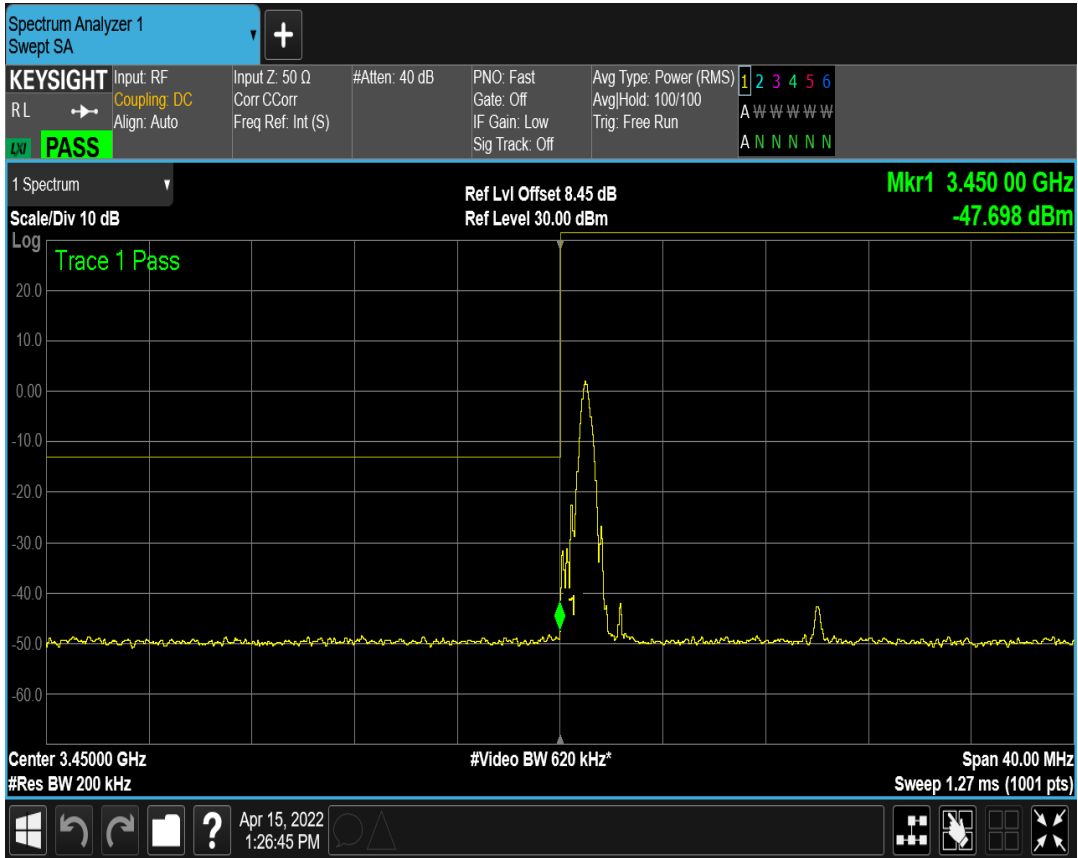 Spectrum Analyzer 1
Swept SA
+
KEYSIGHT
R L
LXI PASS
Input: RF
Coupling: DC
Align: Auto
Input Z: 50 Ω
Corr CCorr
Freq Ref: Int (S)
#Atten: 40 dB
PNO: Fast
Gate: Off
IF Gain: Low
Sig Track: Off
Avg Type: Power (RMS)
Avg|Hold: 100/100
Trig: Free Run
1 2 3 4 5 6
A W W W W W
A N N N N N
1 Spectrum
Scale/Div 10 dB
Ref Lvl Offset 8.45 dB
Ref Level 30.00 dBm
Mkr1 3.450 00 GHz
-47.698 dBm
Log
Trace 1 Pass
20.0
10.0
0.00
-10.0
-20.0
-30.0
-40.0
-50.0
-60.0
1
Center 3.45000 GHz
#Res BW 200 kHz
#Video BW 620 kHz*
Span 40.00 MHz
Sweep 1.27 ms (1001 pts)
?
Apr 15, 2022
1:26:45 PM